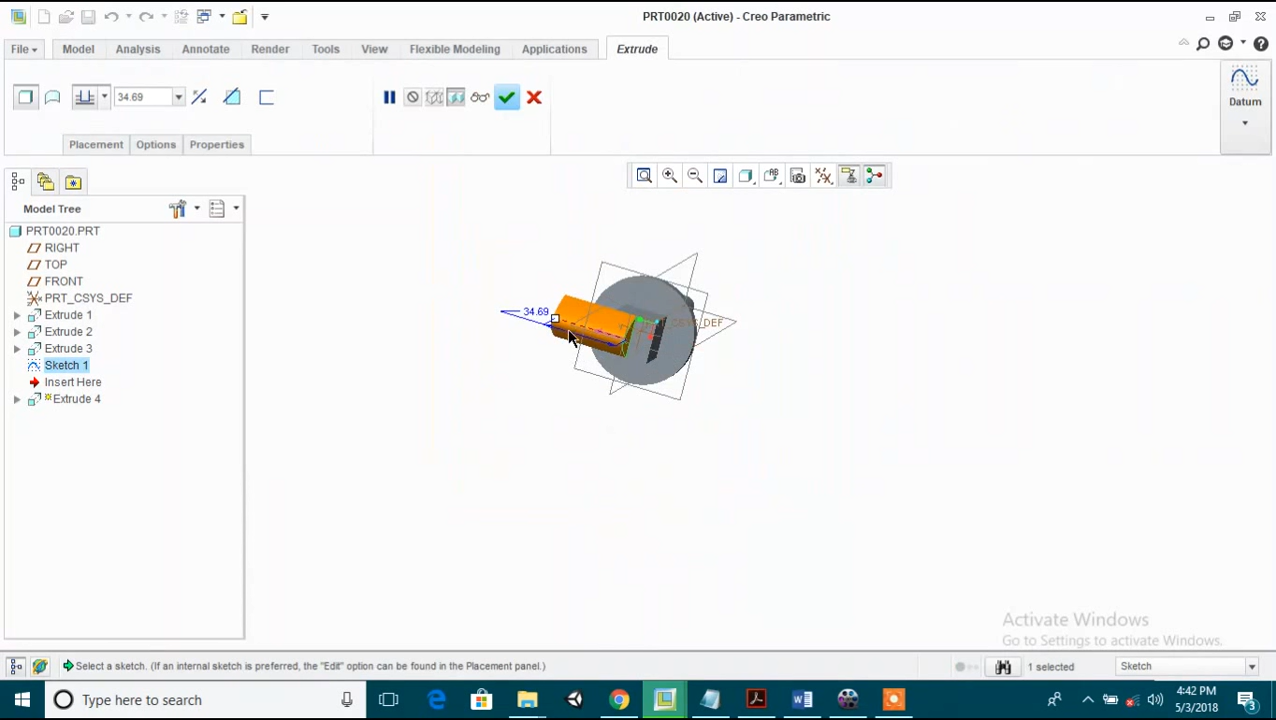 PRT0020 (Active) - Creo Parametric
File Model Analysis Annotate Render Tools View Flexible Modeling Applications Extrude
34.69
Datum
Placement Options Properties
Model Tree
PRT0020.PRT
RIGHT
TOP
FRONT
PRT_CSYS_DEF
Extrude 1
Extrude 2
Extrude 3
Sketch 1
Insert Here
Extrude 4
34.69
CSYS_DEF
Activate Windows
Go to Settings to activate Windows.
Select a sketch. (If an internal sketch is preferred, the "Edit" option can be found in the Placement panel.)
1 selected
Sketch
Type here to search
4:42 PM
5/3/2018
3